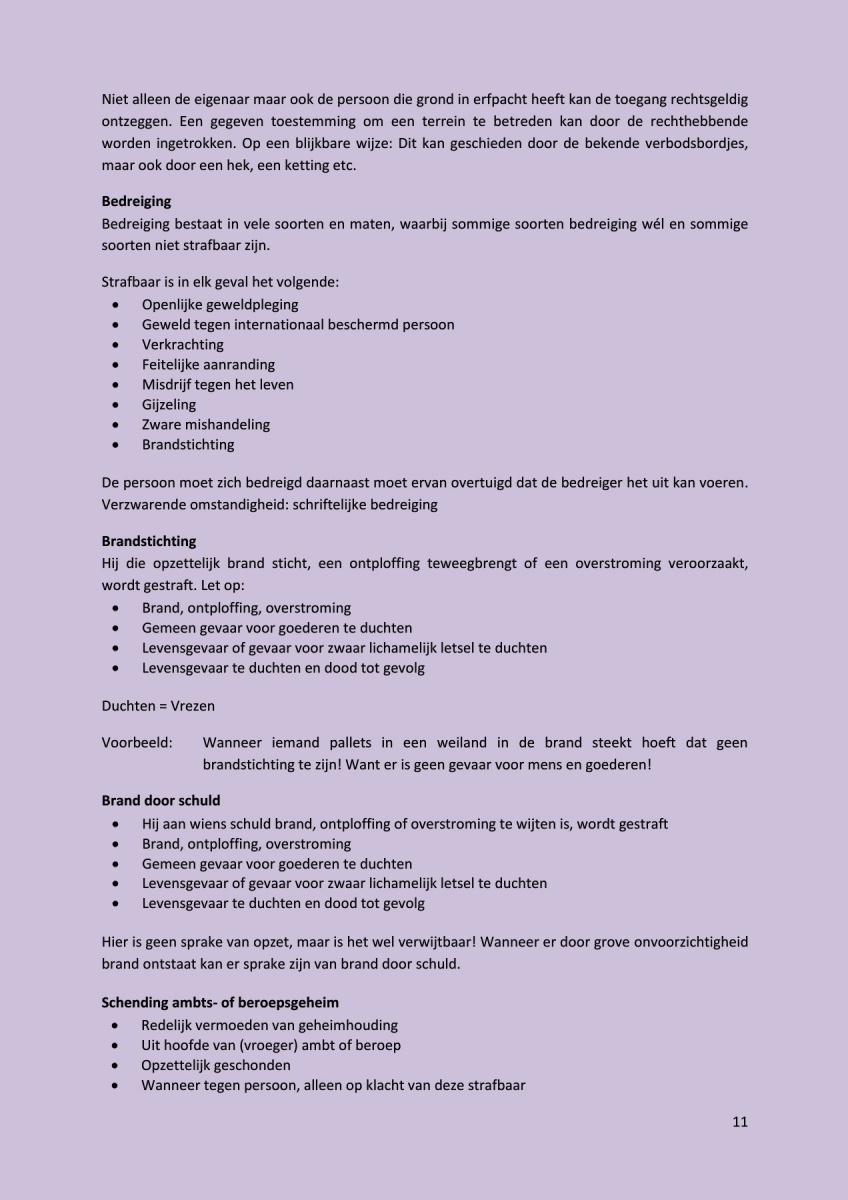 Niet alleen de eigenaar maar ook de persoon die grond in erfpacht heeft kan de toegang rechtsgeldig
ontzeggen. Een gegeven toestemming om een terrein te betreden kan door de rechthebbende
worden ingetrokken. Op een blijkbare wijze: Dit kan geschieden door de bekende verbodsbordjes,
maar ook door een hek, een ketting etc.
Bedreiging
Bedreiging bestaat in vele soorten en maten, waarbij sommige soorten bedreiging wél en sommige
soorten niet strafbaar zijn.
Strafbaar is in elk geval het volgende:
• Openlijke geweldpleging
• Geweld tegen internationaal beschermd persoon
• Verkrachting
• Feitelijke aanranding
• Misdrijf tegen het leven
• Gijzeling
• Zware mishandeling
• Brandstichting
De persoon moet zich bedreigd daarnaast moet ervan overtuigd dat de bedreiger het uit kan voeren.
Verzwarende omstandigheid: schriftelijke bedreiging
Brandstichting
Hij die opzettelijk brand sticht, een ontploffing teweegbrengt of een overstroming veroorzaakt,
wordt gestraft. Let op:
• Brand, ontploffing, overstroming
• Gemeen gevaar voor goederen te duchten
• Levensgevaar of gevaar voor zwaar lichamelijk letsel te duchten
• Levensgevaar te duchten en dood tot gevolg
Duchten = Vrezen
Voorbeeld: Wanneer iemand pallets in een weiland in de brand steekt hoeft dat geen
brandstichting te zijn! Want er is geen gevaar voor mens en goederen!
Brand door schuld
• Hij aan wiens schuld brand, ontploffing of overstroming te wijten is, wordt gestraft
• Brand, ontploffing, overstroming
• Gemeen gevaar voor goederen te duchten
• Levensgevaar of gevaar voor zwaar lichamelijk letsel te duchten
• Levensgevaar te duchten en dood tot gevolg
Hier is geen sprake van opzet, maar is het wel verwijtbaar! Wanneer er door grove onvoorzichtigheid
brand ontstaat kan er sprake zijn van brand door schuld.
Schending ambts- of beroepsgeheim
• Redelijk vermoeden van geheimhouding
• Uit hoofde van (vroeger) ambt of beroep
• Opzettelijk geschonden
• Wanneer tegen persoon, alleen op klacht van deze strafbaar
11